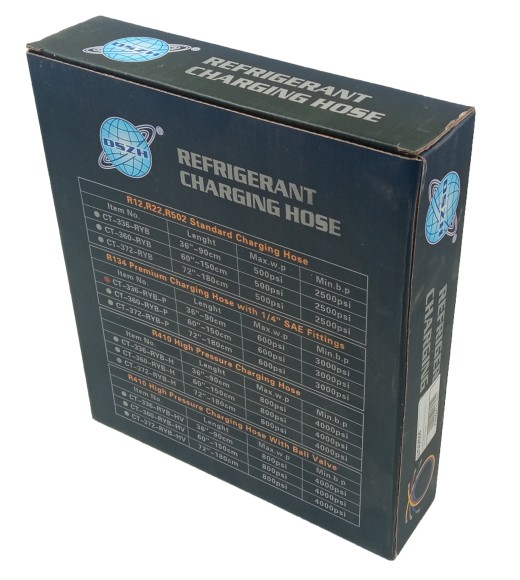 DSZH ®
REFRIGERANT
CHARGING HOSE
DSZH ®
REFRIGERANT
CHARGING HOSE
R12,R22,R502 Standard Charging Hose
Item No. Lenght Max.w.p Min.b.p
CT-336-RYB 36"-90cm 500psi 2500psi
CT-360-RYB 60"-150cm 500psi 2500psi
CT-372-RYB 72"-180cm 500psi 2500psi
R134 Premium Charging Hose with 1/4" SAE Fittings
Item No. Lenght Max.w.p Min.b.p
CT-336-RYB-P 36"-90cm 600psi 3000psi
CT-360-RYB-P 60"-150cm 600psi 3000psi
CT-372-RYB-P 72"-180cm 600psi 3000psi
R410 High Pressure Charging Hose
Item No. Lenght Max.w.p Min.b.p
CT-336-RYB-H 36"-90cm 800psi 4000psi
CT-360-RYB-H 60"-150cm 800psi 4000psi
CT-372-RYB-H 72"-180cm 800psi 4000psi
R410 High Pressure Charging Hose With Ball Valve
Item No. Lenght Max.w.p Min.b.p
CT-336-RYB-HV 36"-90cm 800psi 4000psi
CT-360-RYB-HV 60"-150cm 800psi 4000psi
CT-372-RYB-HV 72"-180cm 800psi 4000psi
DSZH
REFRIGER
CHARGING